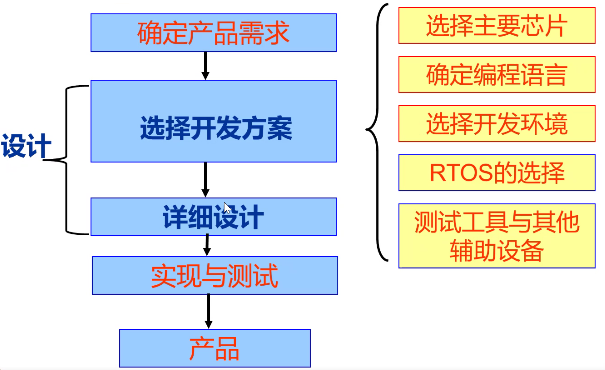 确定产品需求
选择开发方案
设计
详细设计
实现与测试
产品
选择主要芯片
确定编程语言
选择开发环境
RTOS的选择
测试工具与其他
辅助设备